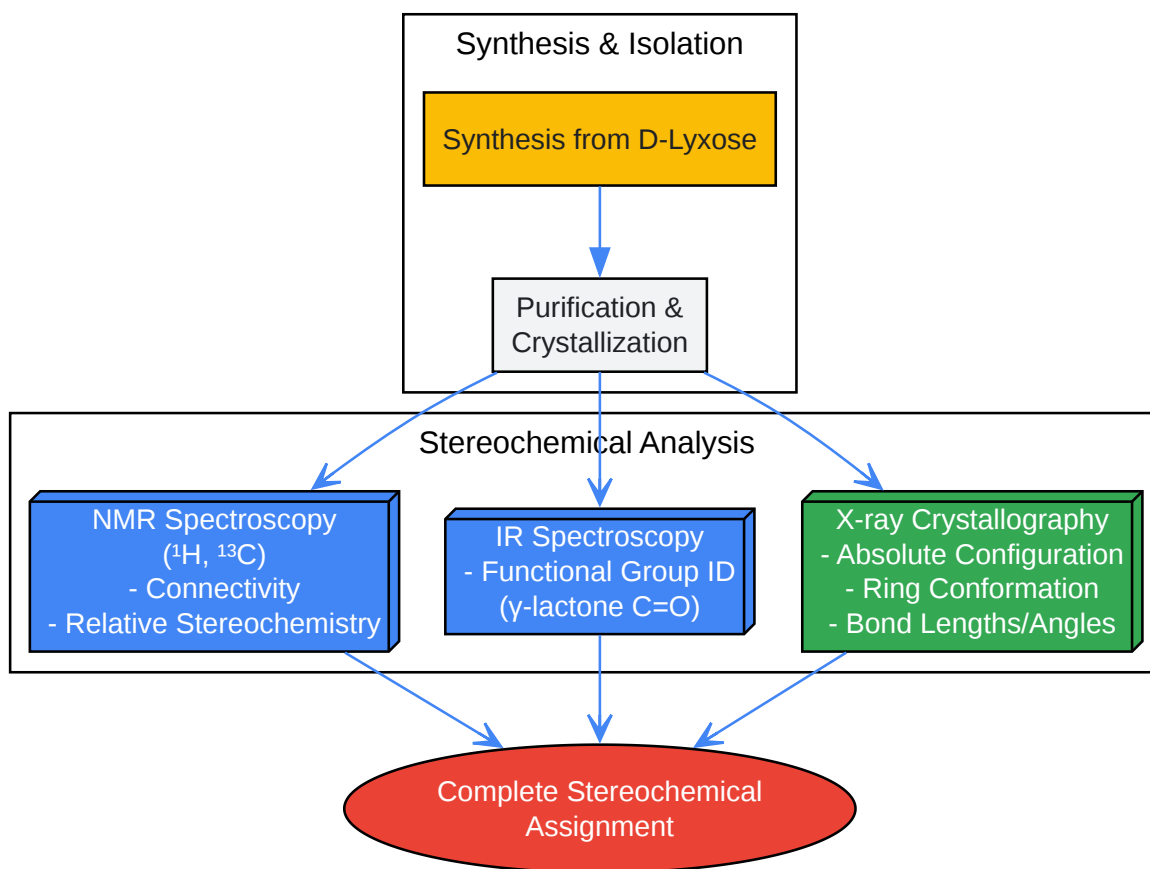 Synthesis & Isolation
Synthesis from D-Lyxose
Purification &
Crystallization
Stereochemical Analysis
NMR Spectroscopy
(¹H, ¹³C)
- Connectivity
- Relative Stereochemistry
IR Spectroscopy
- Functional Group ID
(γ-lactone C=O)
X-ray Crystallography
- Absolute Configuration
- Ring Conformation
- Bond Lengths/Angles
Complete Stereochemical
Assignment